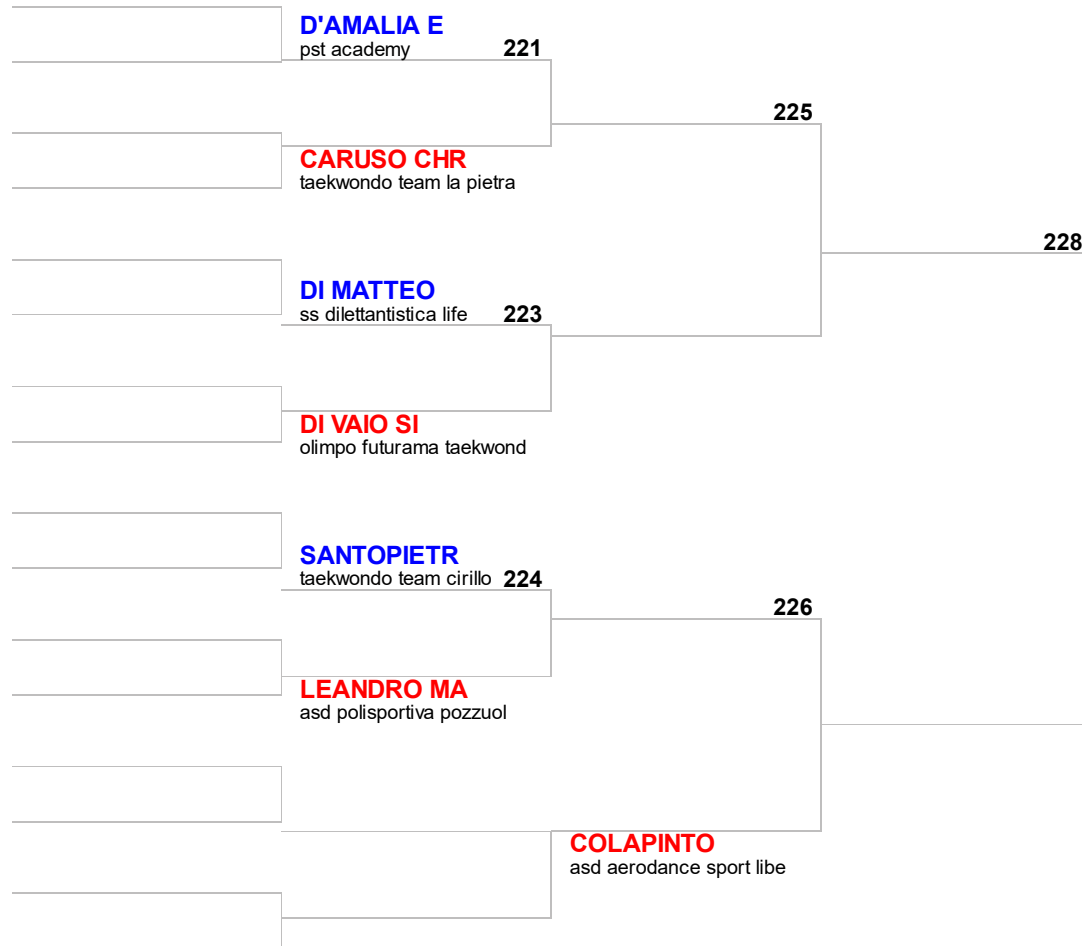 D'AMALIA E
pst academy
221
225
CARUSO CHR
taekwondo team la pietra
228
DI MATTEO
ss dilettantistica life
223
DI VAIO SI
olimpo futurama taekwond
SANTOPIETR
taekwondo team cirillo
224
226
LEANDRO MA
asd polisportiva pozzuol
COLAPINTO
asd aerodance sport libe